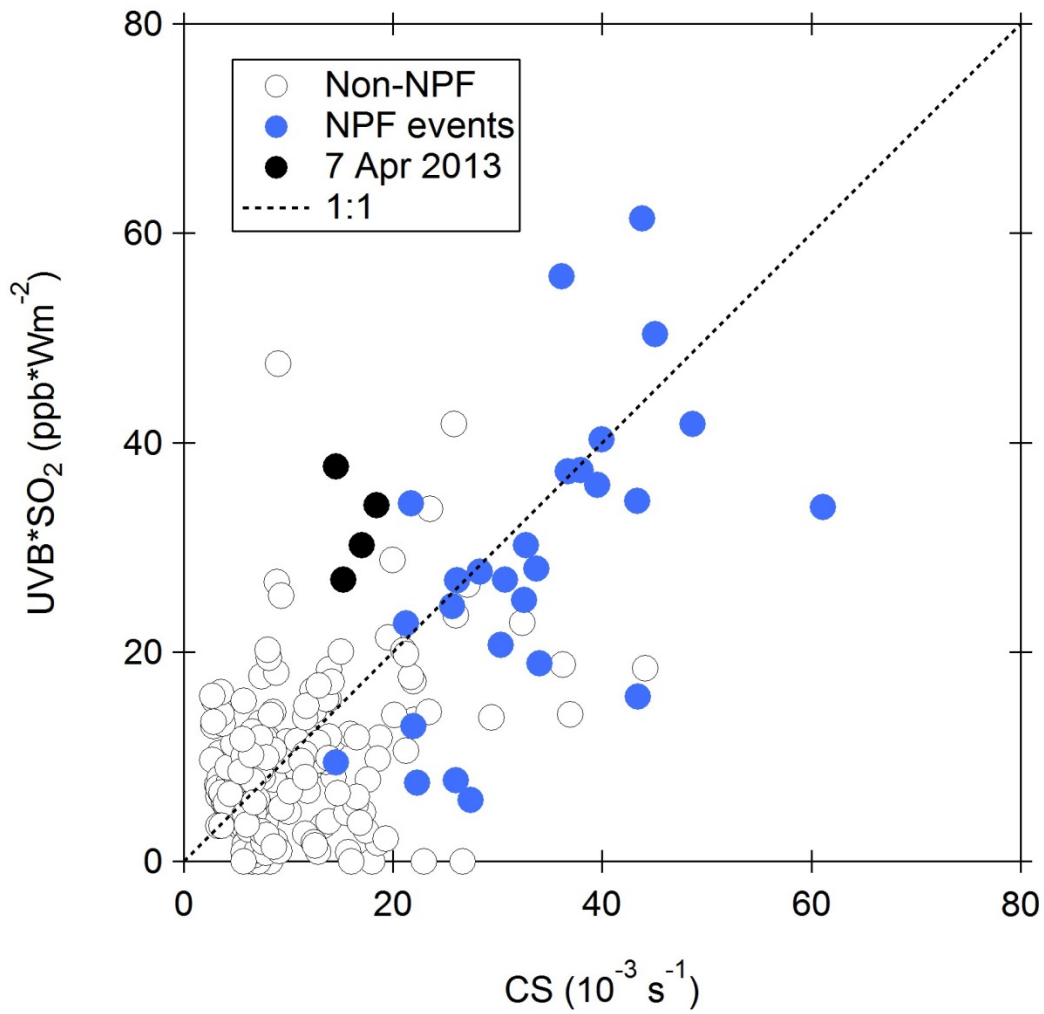 80
60
40
20
0
UVB*SO₂ (ppb*Wm⁻²)
Non-NPF
NPF events
7 Apr 2013
1:1
0 20 40 60 80
CS (10⁻³ s⁻¹)